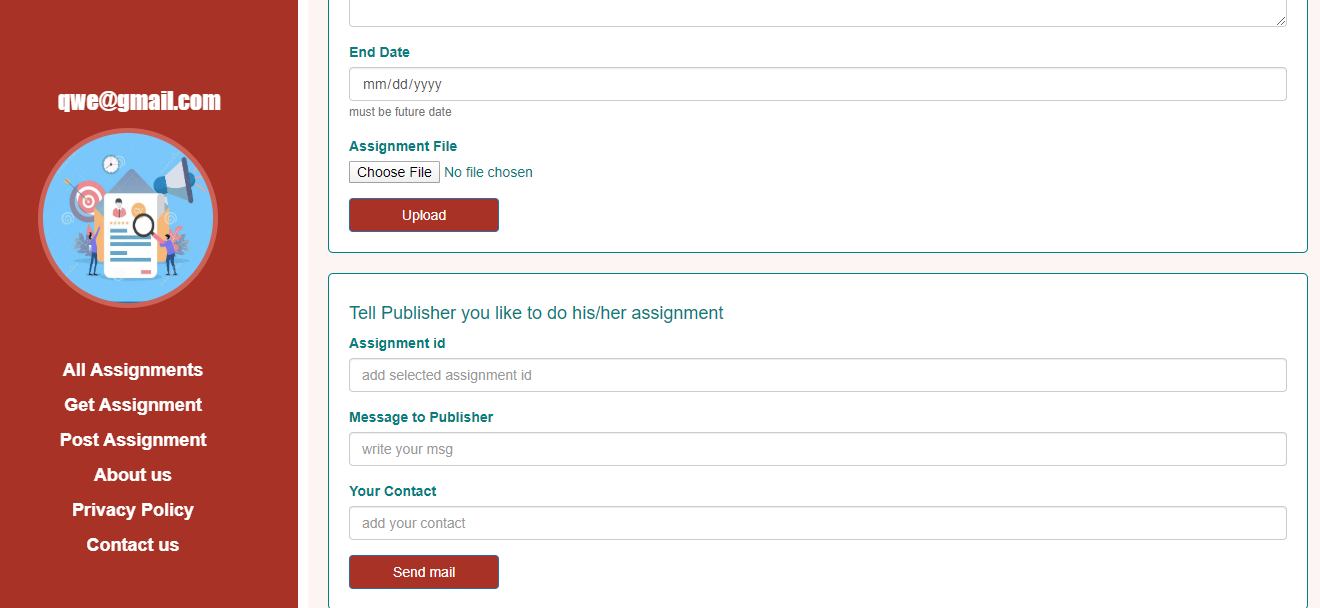 qwe@gmail.com
All Assignments
Get Assignment
Post Assignment
About us
Privacy Policy
Contact us
End Date
mm/dd/yyyy
must be future date
Assignment File
Choose File No file chosen
Upload
Tell Publisher you like to do his/her assignment
Assignment id
add selected assignment id
Message to Publisher
write your msg
Your Contact
add your contact
Send mail